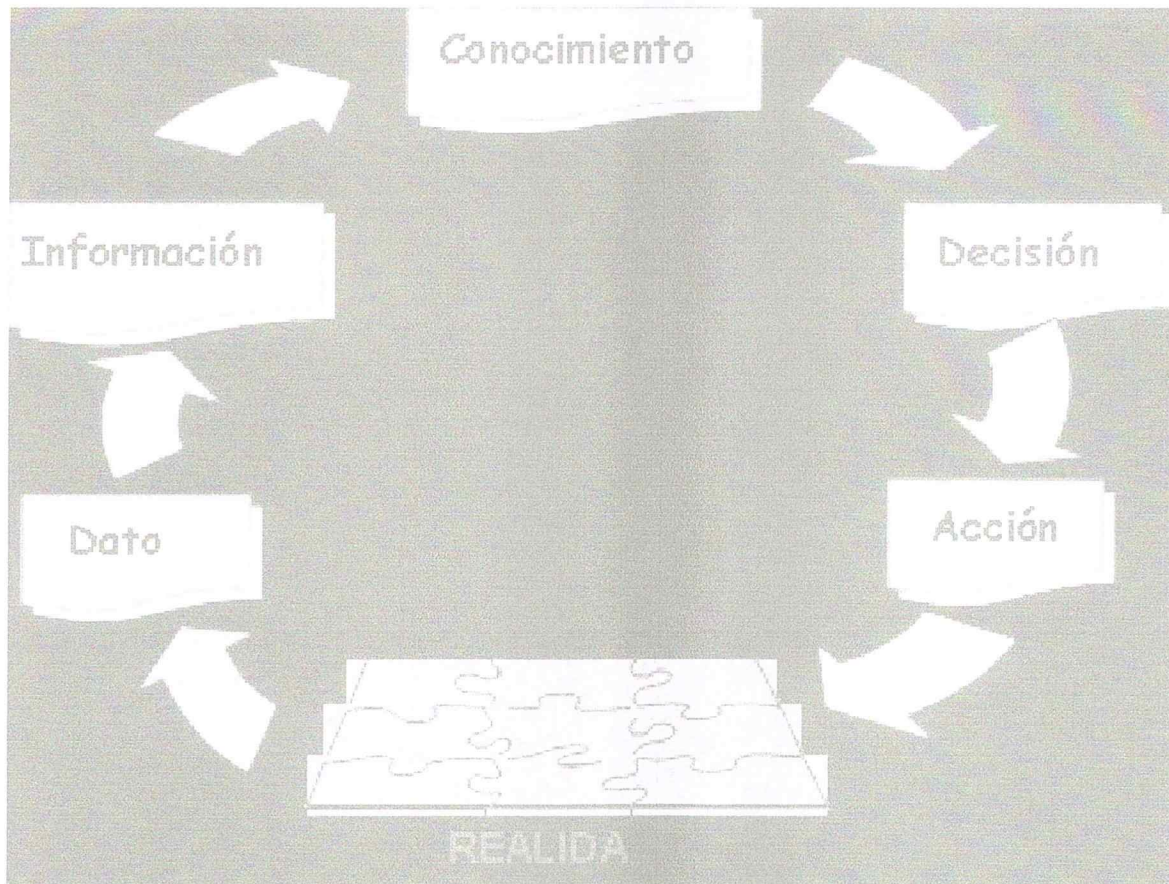 Conocimiento
Información
Decisión
Dato
Acción
REALIDA